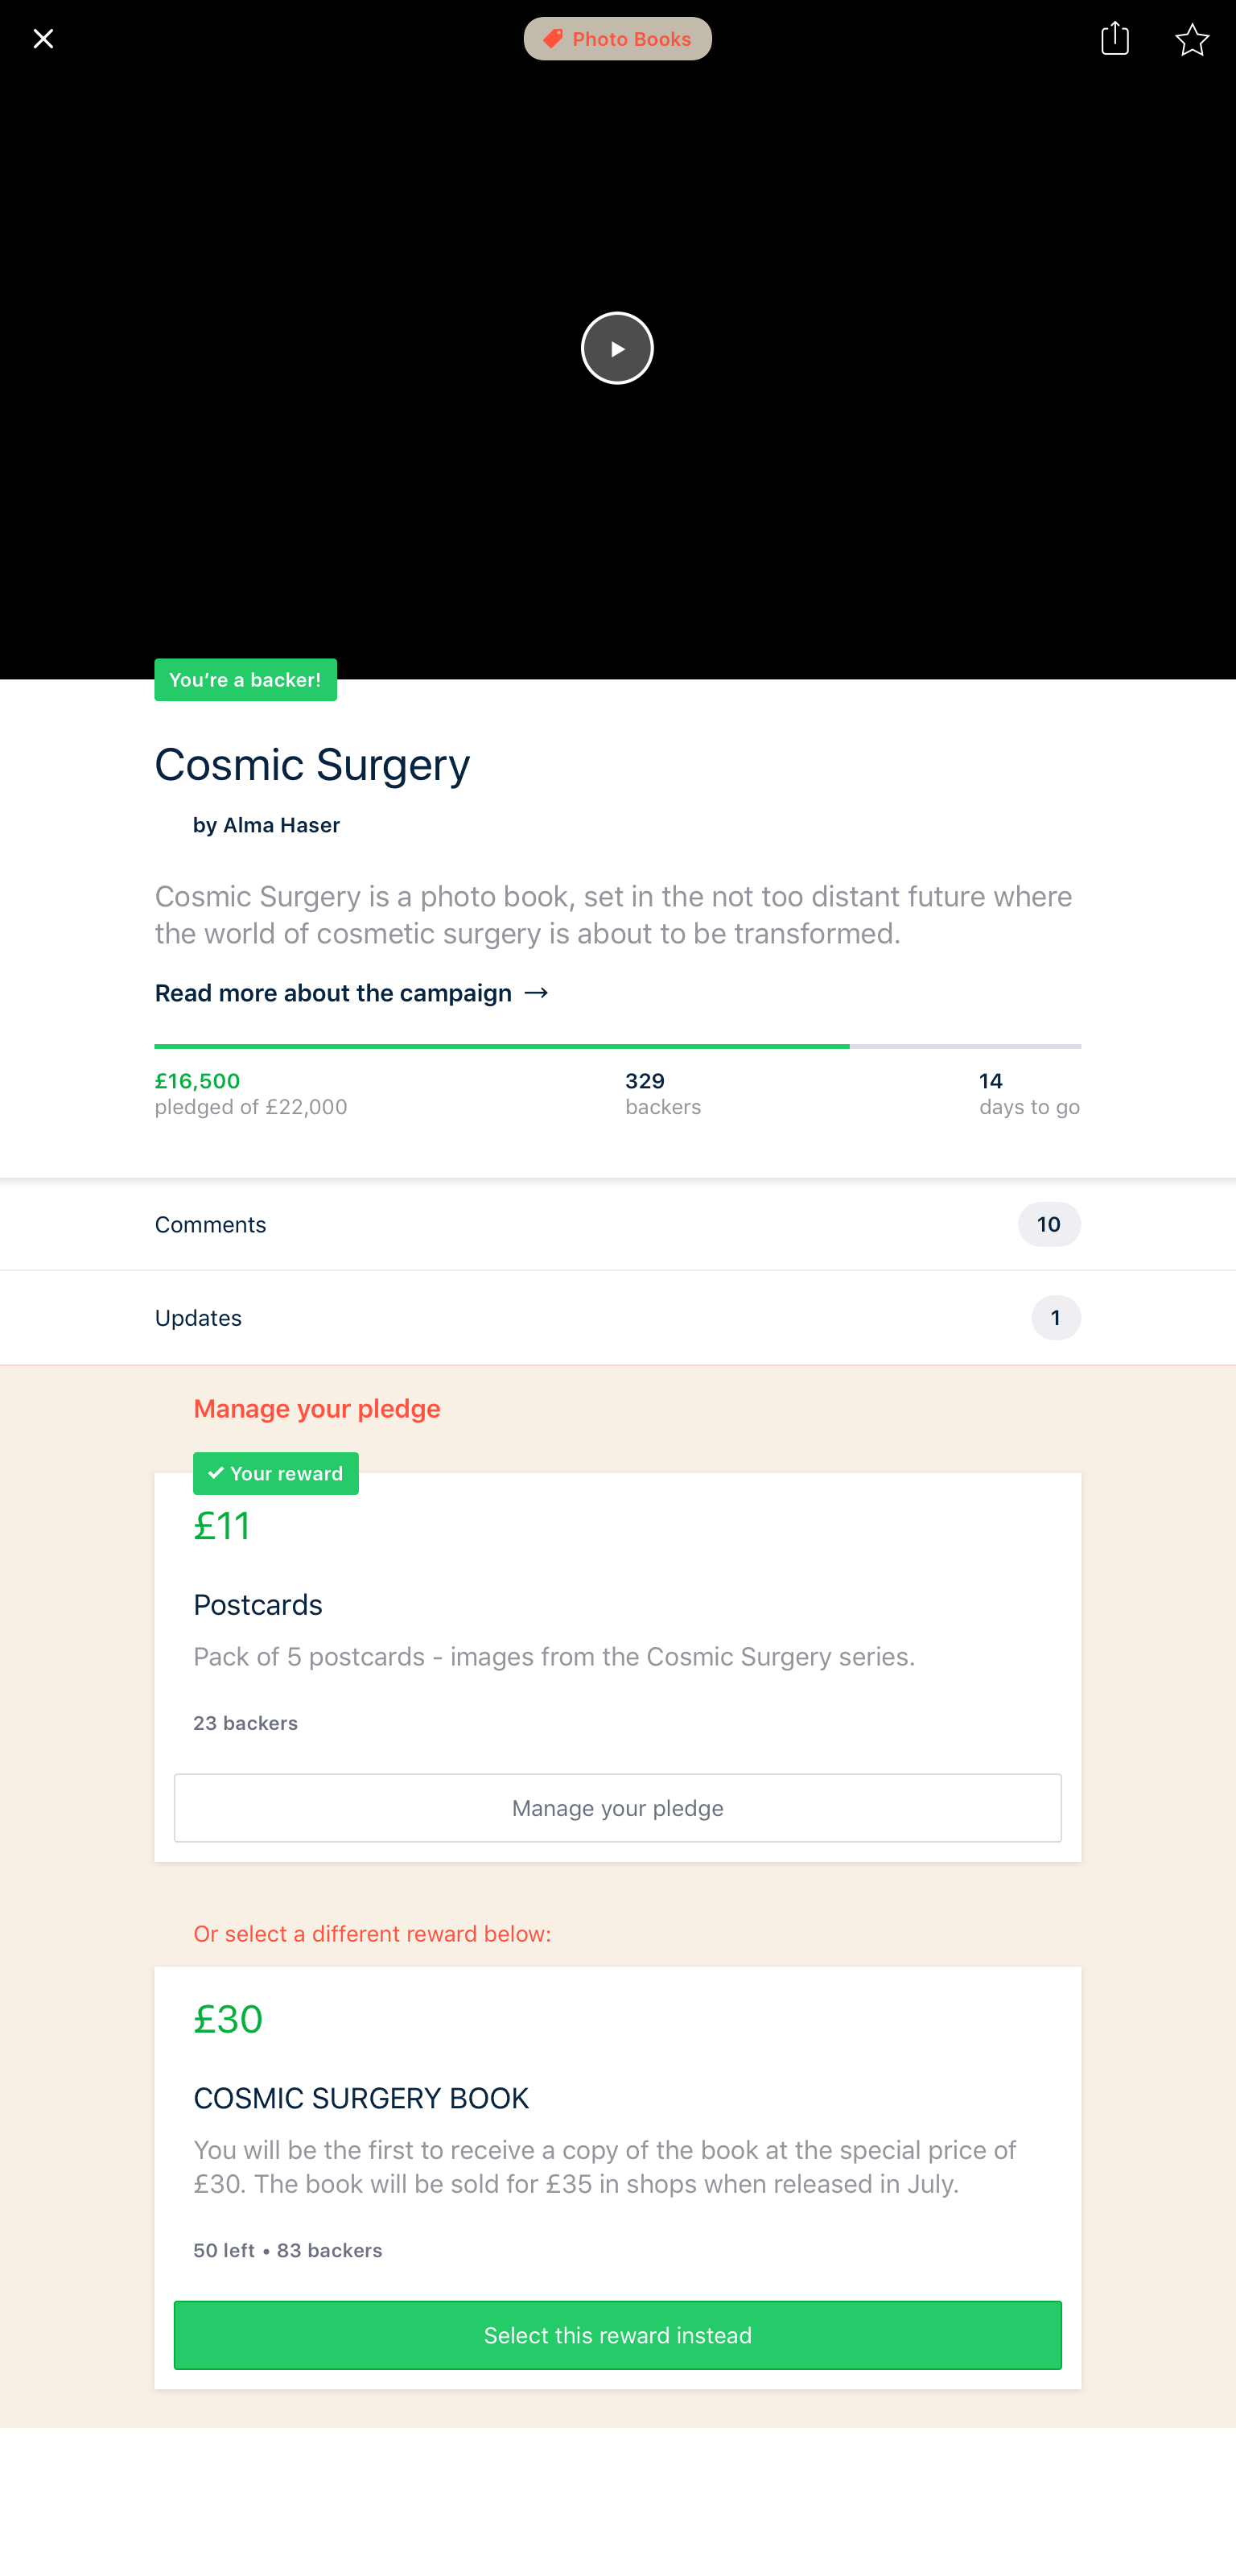 Photo Books
You’re a backer!
Cosmic Surgery
by Alma Haser
Cosmic Surgery is a photo book, set in the not too distant future where
the world of cosmetic surgery is about to be transformed.
Read more about the campaign →
£16,500
pledged of £22,000
329
backers
14
days to go
Comments
10
Updates
1
Manage your pledge
Your reward
£11
Postcards
Pack of 5 postcards - images from the Cosmic Surgery series.
23 backers
Manage your pledge
Or select a different reward below:
£30
COSMIC SURGERY BOOK
You will be the first to receive a copy of the book at the special price of
£30. The book will be sold for £35 in shops when released in July.
50 left • 83 backers
Select this reward instead